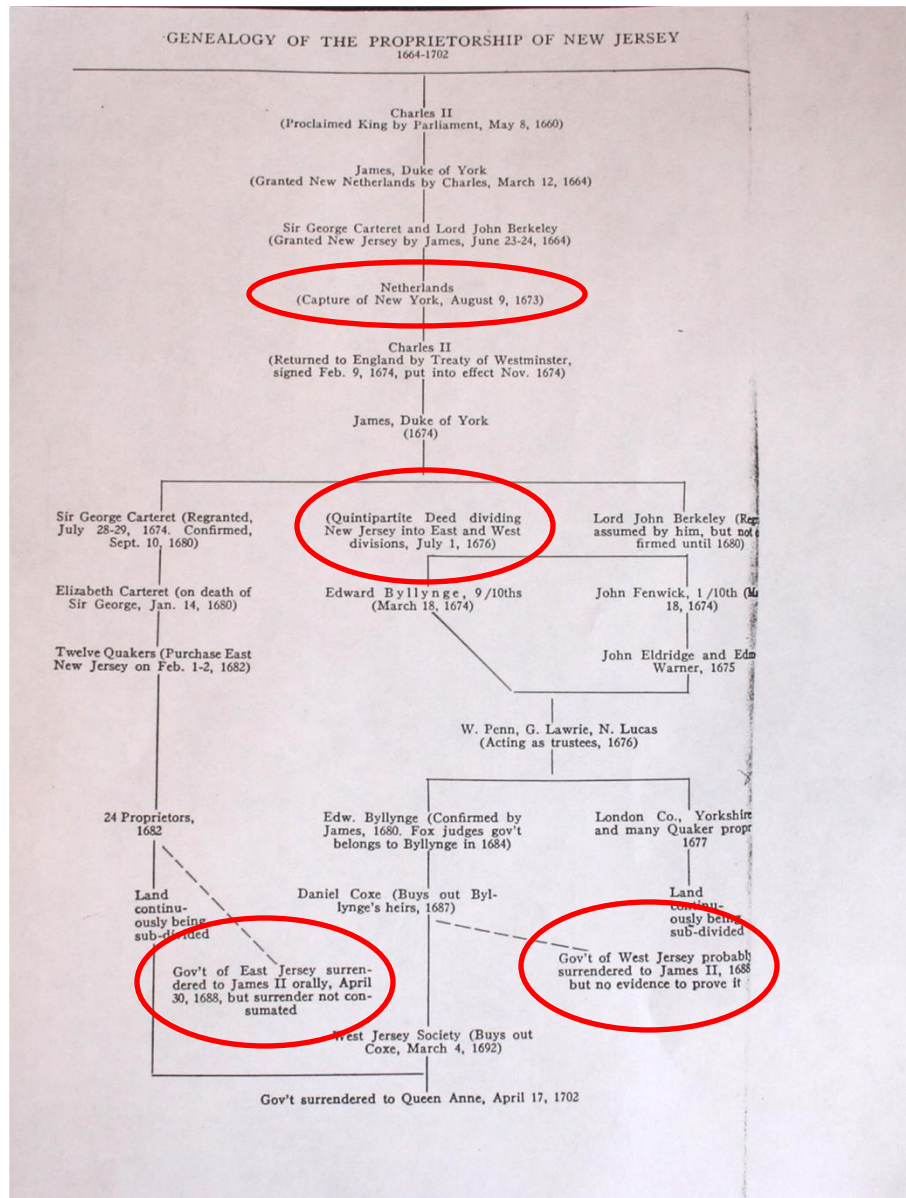 GENEALOGY OF THE PROPRIETORSHIP OF NEW JERSEY
1664-1702
Charles II
(Proclaimed King by Parliament, May 8, 1660)
James, Duke of York
(Granted New Netherlands by Charles, March 12, 1664)
Sir George Carteret and Lord John Berkeley
(Granted New Jersey by James, June 23-24, 1664)
Netherlands
(Capture of New York, August 9, 1673)
Charles II
(Returned to England by Treaty of Westminster,
signed Feb. 9, 1674, put into effect Nov. 1674)
James, Duke of York
(1674)
Sir George Carteret (Regranted,
July 28-29, 1674. Confirmed,
Sept. 10, 1680)
(Quintipartite Deed dividing
New Jersey into East and West
divisions, July 1, 1676)
Lord John Berkeley
assumed by him, but not
firmed until 1680)
Elizabeth Carteret (on death of
Sir George, Jan. 14, 1680)
Edward Byllynge, 9/10ths
(March 18, 1674)
John Fenwick, 1/10th
18, 1674)
Twelve Quakers (Purchase East
New Jersey on Feb. 1-2, 1682)
John Eldridge and
Warner, 1675
W. Penn, G. Lawrie, N. Lucas
(Acting as trustees, 1676)
24 Proprietors,
1682
Edw. Byllynge (Confirmed by
James, 1680. Fox judges gov't
belongs to Byllynge in 1684)
London Co., Yorkshire
and many Quaker propr
1677
Land
continu-
ously being
sub-divided
Daniel Coxe (Buys out Byl-
lynge's heirs, 1687)
Land
continu-
ously being
sub-divided
Gov't of East Jersey surren-
dered to James II orally, April
30, 1688, but surrender not con-
sumated
Gov't of West Jersey probabl
surrendered to James II, 1688
but no evidence to prove it
West Jersey Society (Buys out
Coxe, March 4, 1692)
Gov't surrendered to Queen Anne, April 17, 1702